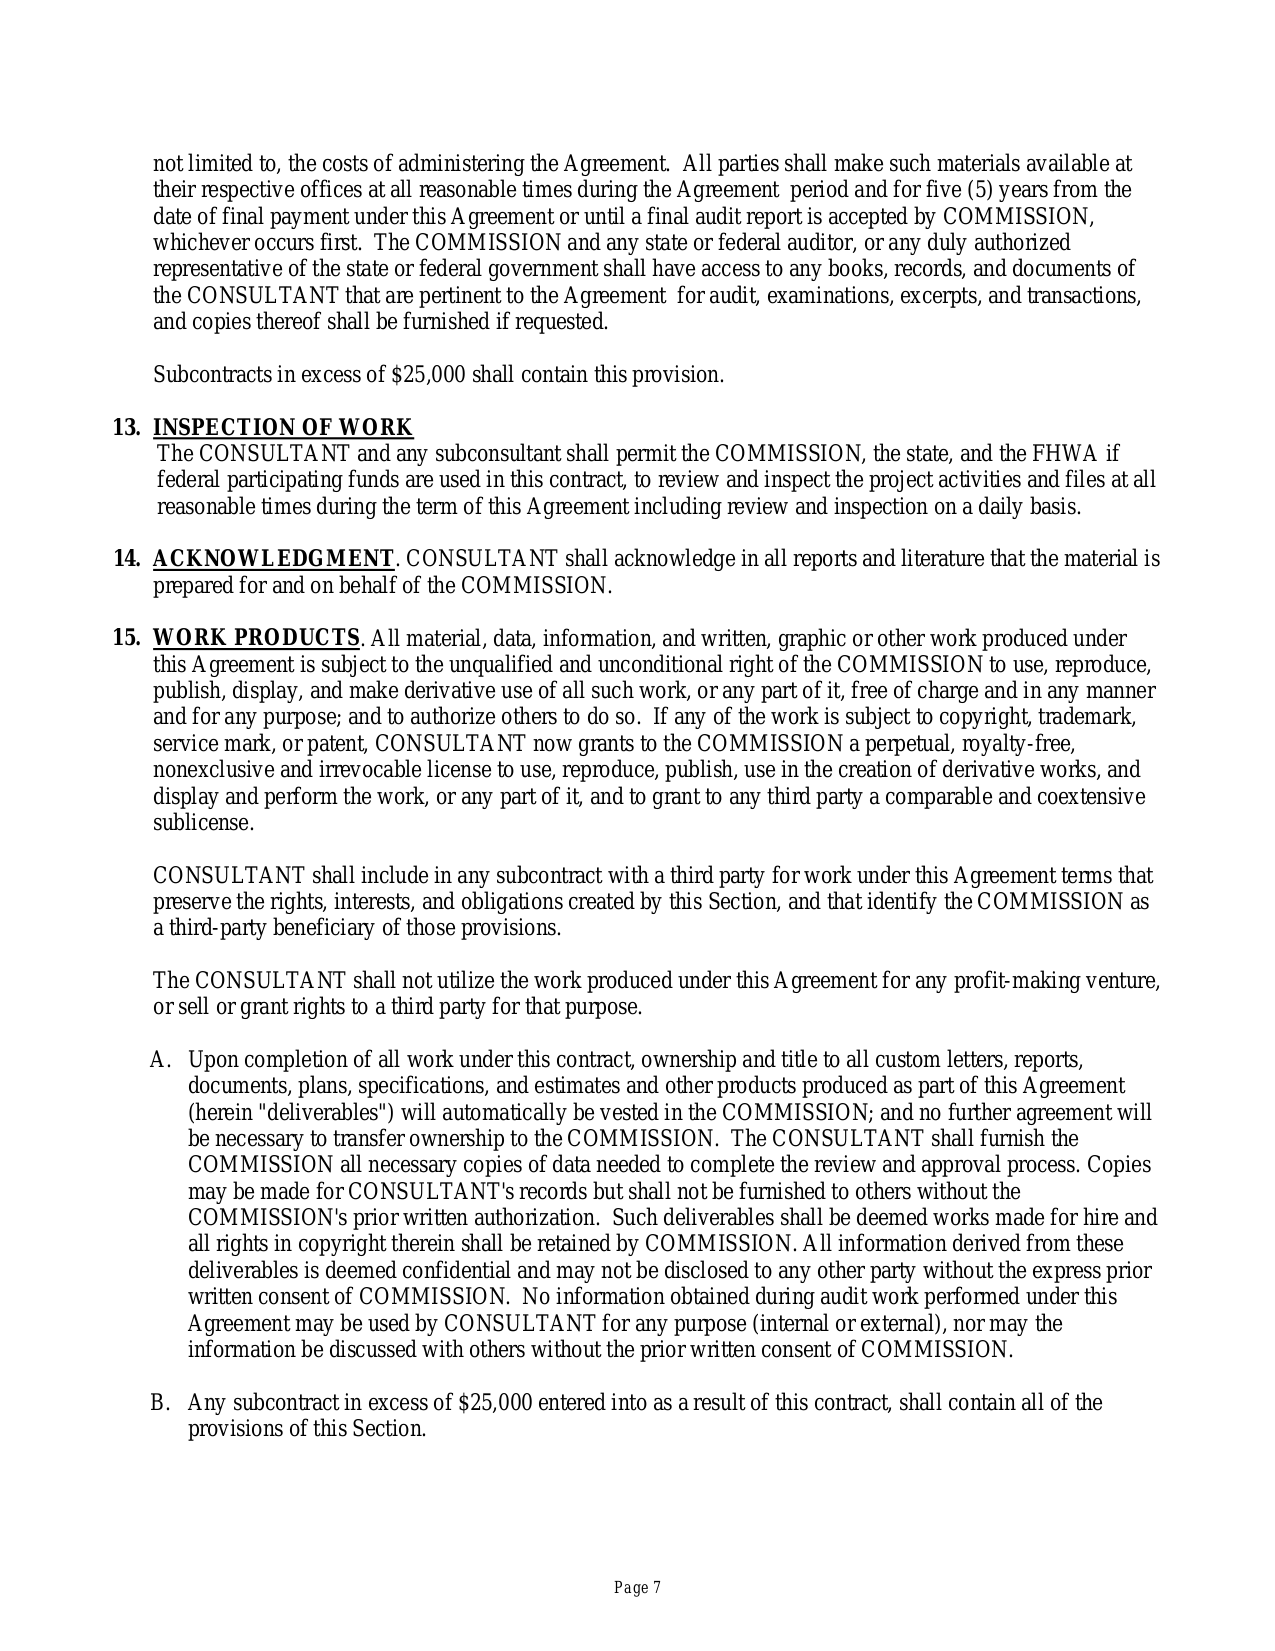 not limited to, the costs of administering the Agreement.  All parties shall make such materials available at
their respective offices at all reasonable times during the Agreement  period and for five (5) years from the
date of final payment under this Agreement or until a final audit report is accepted by COMMISSION,
whichever occurs first.  The COMMISSION and any state or federal auditor, or any duly authorized
representative of the state or federal government shall have access to any books, records, and documents of
the CONSULTANT that are pertinent to the Agreement  for audit, examinations, excerpts, and transactions,
and copies thereof shall be furnished if requested.
Subcontracts in excess of $25,000 shall contain this provision.
13. INSPECTION OF WORK
The CONSULTANT and any subconsultant shall permit the COMMISSION, the state, and the FHWA if
federal participating funds are used in this contract, to review and inspect the project activities and files at all
reasonable times during the term of this Agreement including review and inspection on a daily basis.
14. ACKNOWLEDGMENT. CONSULTANT shall acknowledge in all reports and literature that the material is
prepared for and on behalf of the COMMISSION.
15. WORK PRODUCTS. All material, data, information, and written, graphic or other work produced under
this Agreement is subject to the unqualified and unconditional right of the COMMISSION to use, reproduce,
publish, display, and make derivative use of all such work, or any part of it, free of charge and in any manner
and for any purpose; and to authorize others to do so.  If any of the work is subject to copyright, trademark,
service mark, or patent, CONSULTANT now grants to the COMMISSION a perpetual, royalty-free,
nonexclusive and irrevocable license to use, reproduce, publish, use in the creation of derivative works, and
display and perform the work, or any part of it, and to grant to any third party a comparable and coextensive
sublicense.
CONSULTANT shall include in any subcontract with a third party for work under this Agreement terms that
preserve the rights, interests, and obligations created by this Section, and that identify the COMMISSION as
a third-party beneficiary of those provisions.
The CONSULTANT shall not utilize the work produced under this Agreement for any profit-making venture,
or sell or grant rights to a third party for that purpose.
A. Upon completion of all work under this contract, ownership and title to all custom letters, reports,
documents, plans, specifications, and estimates and other products produced as part of this Agreement
(herein "deliverables") will automatically be vested in the COMMISSION; and no further agreement will
be necessary to transfer ownership to the COMMISSION.  The CONSULTANT shall furnish the
COMMISSION all necessary copies of data needed to complete the review and approval process. Copies
may be made for CONSULTANT's records but shall not be furnished to others without the
COMMISSION's prior written authorization.  Such deliverables shall be deemed works made for hire and
all rights in copyright therein shall be retained by COMMISSION. All information derived from these
deliverables is deemed confidential and may not be disclosed to any other party without the express prior
written consent of COMMISSION.  No information obtained during audit work performed under this
Agreement may be used by CONSULTANT for any purpose (internal or external), nor may the
information be discussed with others without the prior written consent of COMMISSION.
B. Any subcontract in excess of $25,000 entered into as a result of this contract, shall contain all of the
provisions of this Section.
Page 7